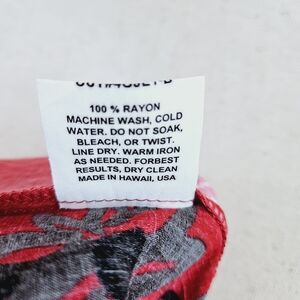 100 % RAYON
MACHINE WASH, COLD
WATER. DO NOT SOAK,
BLEACH, OR TWIST.
LINE DRY. WARM IRON
AS NEEDED. FORBEST
RESULTS, DRY CLEAN
MADE IN HAWAII, USA